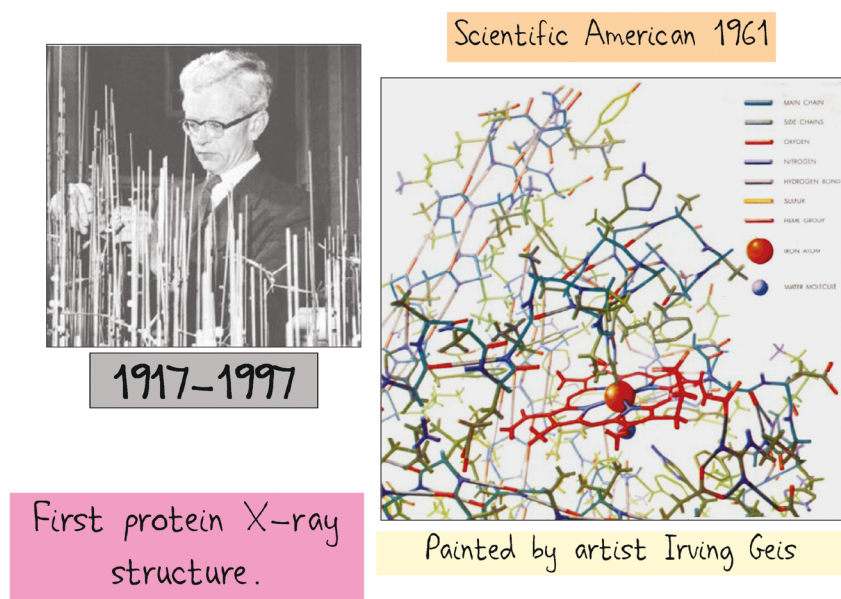 Scientific American 1961
MAIN CHAIN
SIDE CHAINS
OXYGEN
NITROGEN
HYDROGEN BONDS
SULFUR
HEME GROUP
IRON ATOM
WATER MOLECULE
1917–1997
First protein X-ray
structure.
Painted by artist Irving Geis